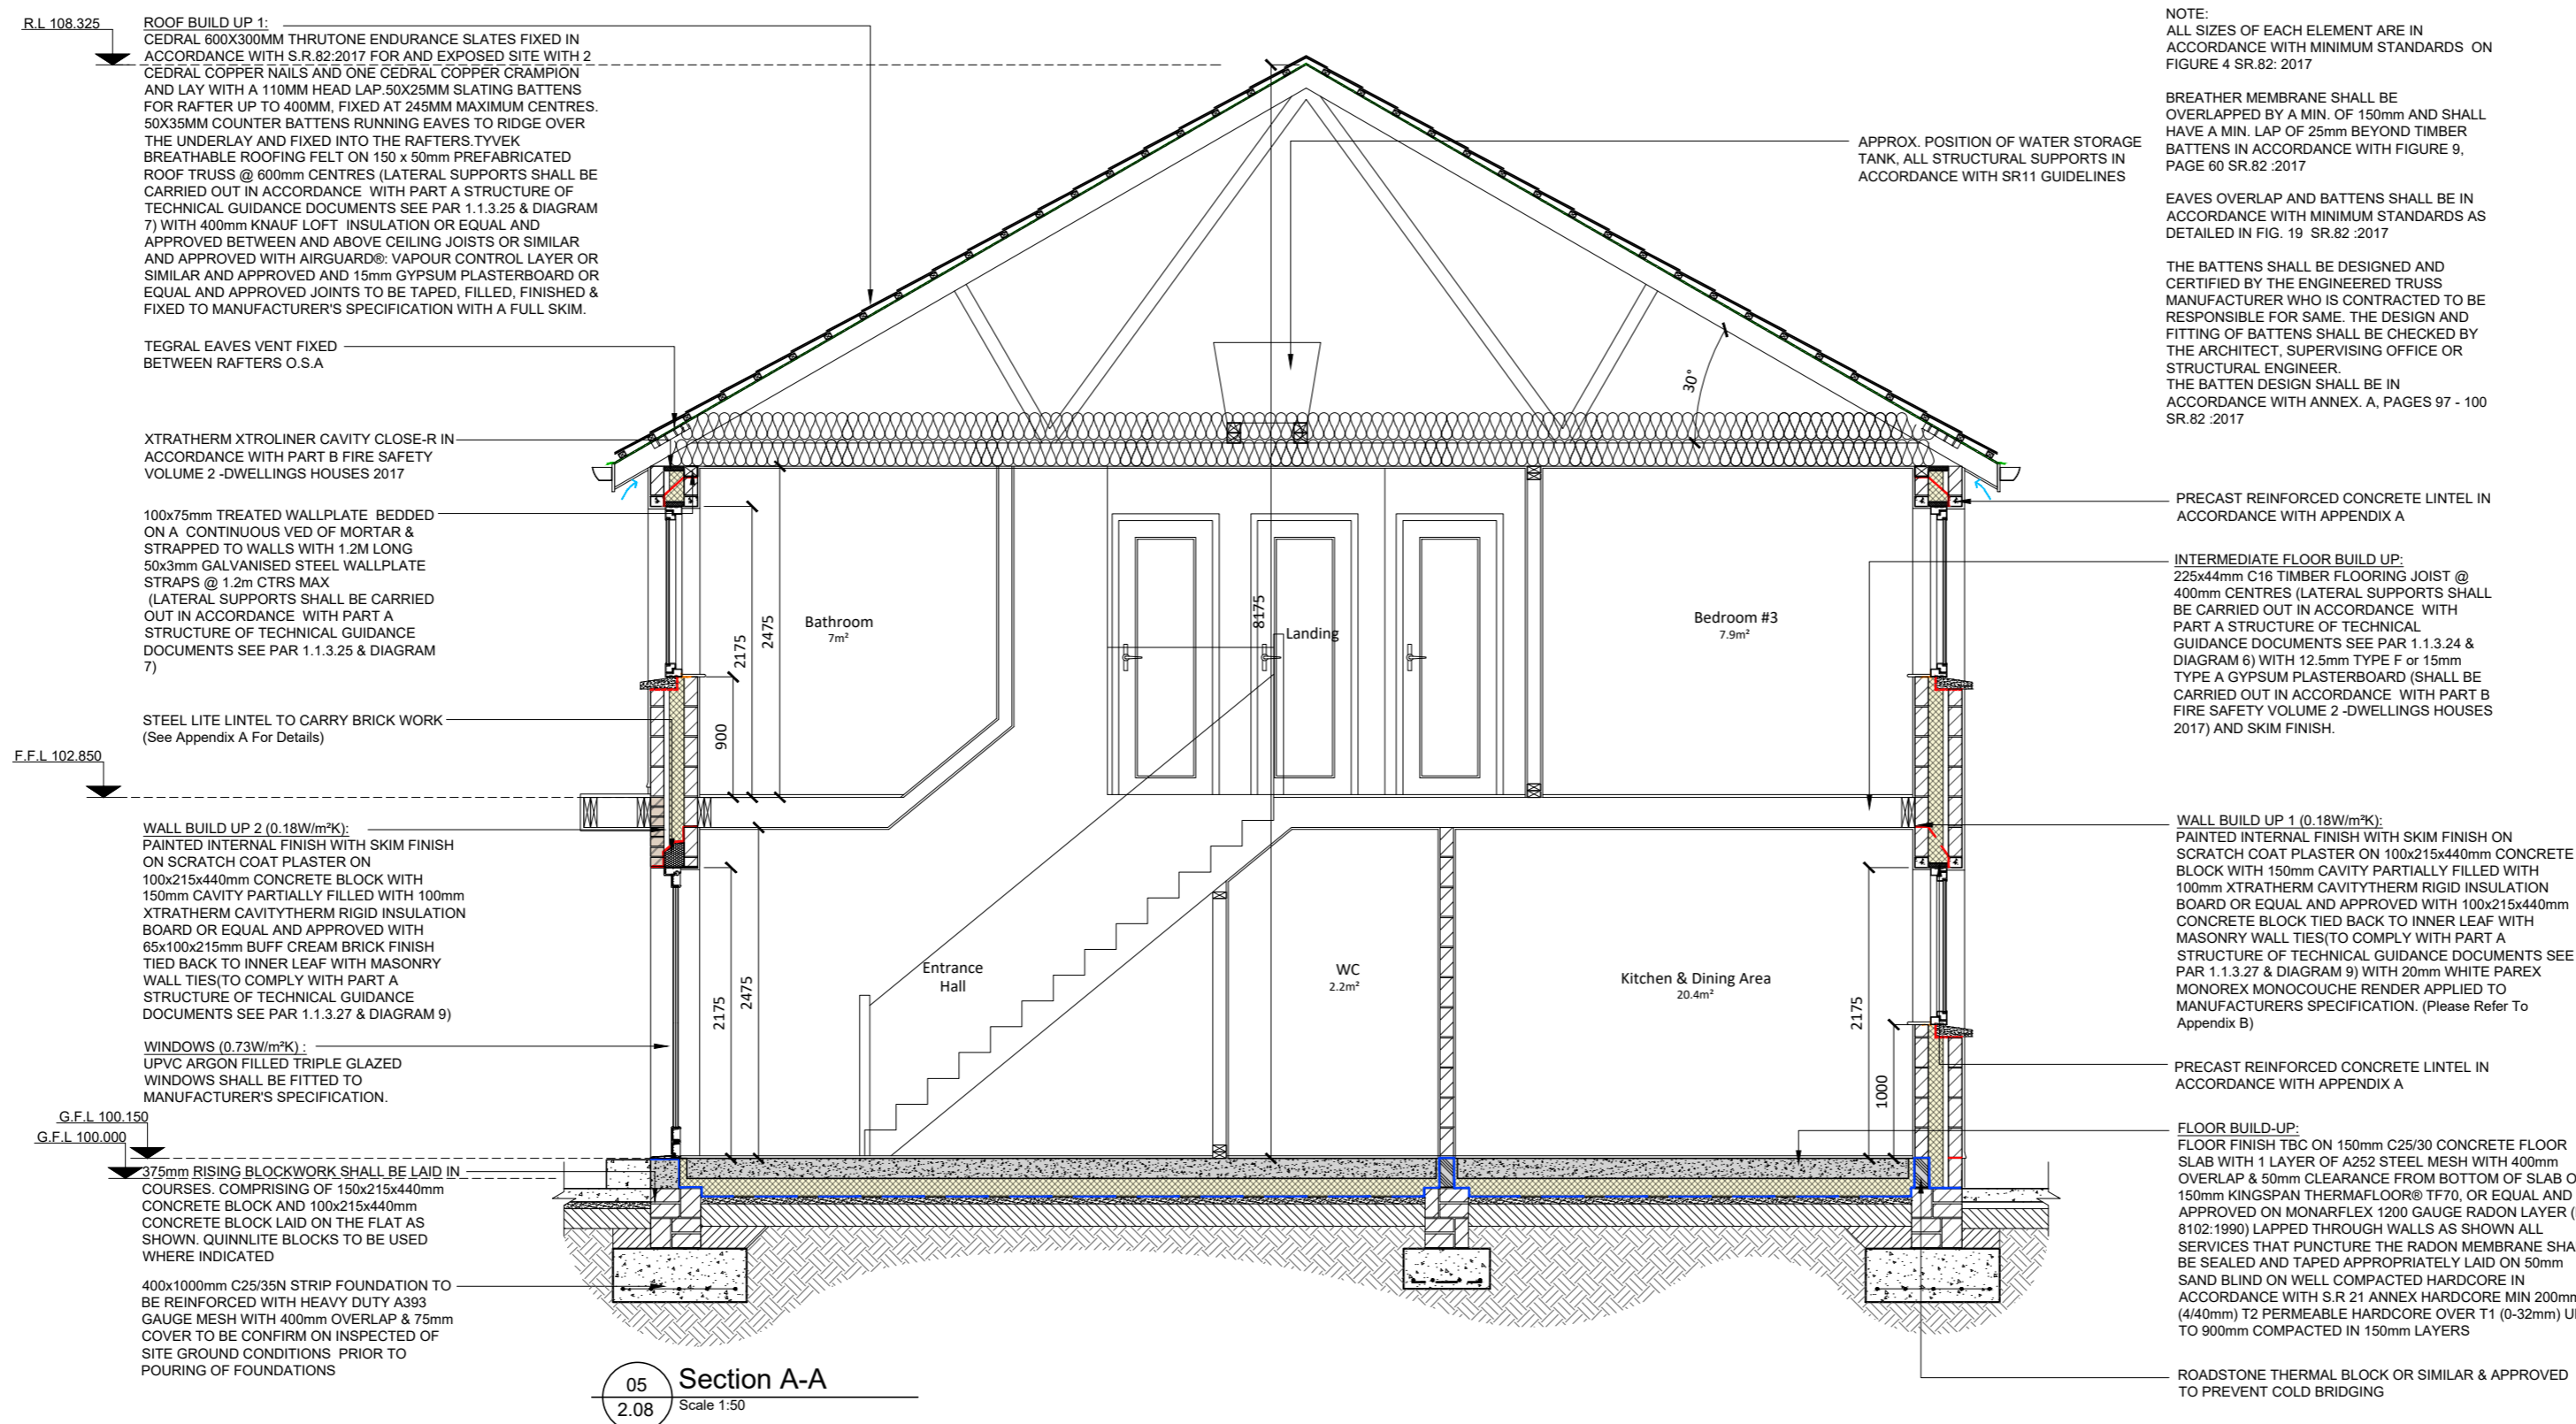 R.L 108.325
ROOF BUILD UP 1:
CEDRAL 600X300MM THRUTONE ENDURANCE SLATES FIXED IN
ACCORDANCE WITH S.R.82:2017 FOR AND EXPOSED SITE WITH 2
CEDRAL COPPER NAILS AND ONE CEDRAL COPPER CRAMPION
AND LAY WITH A 110MM HEAD LAP.50X25MM SLATING BATTENS
FOR RAFTER UP TO 400MM, FIXED AT 245MM MAXIMUM CENTRES.
50X35MM COUNTER BATTENS RUNNING EAVES TO RIDGE OVER
THE UNDERLAY AND FIXED INTO THE RAFTERS.TYVEK
BREATHABLE ROOFING FELT ON 150 x 50mm PREFABRICATED
ROOF TRUSS @ 600mm CENTRES (LATERAL SUPPORTS SHALL BE
CARRIED OUT IN ACCORDANCE WITH PART A STRUCTURE OF
TECHNICAL GUIDANCE DOCUMENTS SEE PAR 1.1.3.25 & DIAGRAM
7) WITH 400mm KNAUF LOFT INSULATION OR EQUAL AND
APPROVED BETWEEN AND ABOVE CEILING JOISTS OR SIMILAR
AND APPROVED WITH AIRGUARD®: VAPOUR CONTROL LAYER OR
SIMILAR AND APPROVED AND 15mm GYPSUM PLASTERBOARD OR
EQUAL AND APPROVED JOINTS TO BE TAPED, FILLED, FINISHED &
FIXED TO MANUFACTURER'S SPECIFICATION WITH A FULL SKIM.
TEGRAL EAVES VENT FIXED
BETWEEN RAFTERS O.S.A
XTRATHERM XTROLINER CAVITY CLOSE-R IN
ACCORDANCE WITH PART B FIRE SAFETY
VOLUME 2 -DWELLINGS HOUSES 2017
100x75mm TREATED WALLPLATE BEDDED
ON A CONTINUOUS VED OF MORTAR &
STRAPPED TO WALLS WITH 1.2M LONG
50x3mm GALVANISED STEEL WALLPLATE
STRAPS @ 1.2m CTRS MAX
(LATERAL SUPPORTS SHALL BE CARRIED
OUT IN ACCORDANCE WITH PART A
STRUCTURE OF TECHNICAL GUIDANCE
DOCUMENTS SEE PAR 1.1.3.25 & DIAGRAM
7)
STEEL LITE LINTEL TO CARRY BRICK WORK
(See Appendix A For Details)
F.F.L 102.850
WALL BUILD UP 2 (0.18W/m²K):
PAINTED INTERNAL FINISH WITH SKIM FINISH
ON SCRATCH COAT PLASTER ON
100x215x440mm CONCRETE BLOCK WITH
150mm CAVITY PARTIALLY FILLED WITH 100mm
XTRATHERM CAVITYTHERM RIGID INSULATION
BOARD OR EQUAL AND APPROVED WITH
65x100x215mm BUFF CREAM BRICK FINISH
TIED BACK TO INNER LEAF WITH MASONRY
WALL TIES(TO COMPLY WITH PART A
STRUCTURE OF TECHNICAL GUIDANCE
DOCUMENTS SEE PAR 1.1.3.27 & DIAGRAM 9)
WINDOWS (0.73W/m²K) :
UPVC ARGON FILLED TRIPLE GLAZED
WINDOWS SHALL BE FITTED TO
MANUFACTURER'S SPECIFICATION.
G.F.L 100.150
G.F.L 100.000
375mm RISING BLOCKWORK SHALL BE LAID IN
COURSES. COMPRISING OF 150x215x440mm
CONCRETE BLOCK AND 100x215x440mm
CONCRETE BLOCK LAID ON THE FLAT AS
SHOWN. QUINNLITE BLOCKS TO BE USED
WHERE INDICATED
400x1000mm C25/35N STRIP FOUNDATION TO
BE REINFORCED WITH HEAVY DUTY A393
GAUGE MESH WITH 400mm OVERLAP & 75mm
COVER TO BE CONFIRM ON INSPECTED OF
SITE GROUND CONDITIONS PRIOR TO
POURING OF FOUNDATIONS
30°
8175
Bathroom
7m²
2175
2475
900
Landing
Bedroom #3
7.9m²
Entrance
Hall
2175
2475
WC
2.2m²
Kitchen & Dining Area
20.4m²
2175
1000
05
2.08
Section A-A
Scale 1:50
NOTE:
ALL SIZES OF EACH ELEMENT ARE IN
ACCORDANCE WITH MINIMUM STANDARDS ON
FIGURE 4 SR.82: 2017
BREATHER MEMBRANE SHALL BE
OVERLAPPED BY A MIN. OF 150mm AND SHALL
HAVE A MIN. LAP OF 25mm BEYOND TIMBER
BATTENS IN ACCORDANCE WITH FIGURE 9,
PAGE 60 SR.82 :2017
EAVES OVERLAP AND BATTENS SHALL BE IN
ACCORDANCE WITH MINIMUM STANDARDS AS
DETAILED IN FIG. 19 SR.82 :2017
THE BATTENS SHALL BE DESIGNED AND
CERTIFIED BY THE ENGINEERED TRUSS
MANUFACTURER WHO IS CONTRACTED TO BE
RESPONSIBLE FOR SAME. THE DESIGN AND
FITTING OF BATTENS SHALL BE CHECKED BY
THE ARCHITECT, SUPERVISING OFFICE OR
STRUCTURAL ENGINEER.
THE BATTEN DESIGN SHALL BE IN
ACCORDANCE WITH ANNEX. A, PAGES 97 - 100
SR.82 :2017
APPROX. POSITION OF WATER STORAGE
TANK, ALL STRUCTURAL SUPPORTS IN
ACCORDANCE WITH SR11 GUIDELINES
PRECAST REINFORCED CONCRETE LINTEL IN
ACCORDANCE WITH APPENDIX A
INTERMEDIATE FLOOR BUILD UP:
225x44mm C16 TIMBER FLOORING JOIST @
400mm CENTRES (LATERAL SUPPORTS SHALL
BE CARRIED OUT IN ACCORDANCE WITH
PART A STRUCTURE OF TECHNICAL
GUIDANCE DOCUMENTS SEE PAR 1.1.3.24 &
DIAGRAM 6) WITH 12.5mm TYPE F or 15mm
TYPE A GYPSUM PLASTERBOARD (SHALL BE
CARRIED OUT IN ACCORDANCE WITH PART B
FIRE SAFETY VOLUME 2 -DWELLINGS HOUSES
2017) AND SKIM FINISH.
WALL BUILD UP 1 (0.18W/m²K):
PAINTED INTERNAL FINISH WITH SKIM FINISH ON
SCRATCH COAT PLASTER ON 100x215x440mm CONCRETE
BLOCK WITH 150mm CAVITY PARTIALLY FILLED WITH
100mm XTRATHERM CAVITYTHERM RIGID INSULATION
BOARD OR EQUAL AND APPROVED WITH 100x215x440mm
CONCRETE BLOCK TIED BACK TO INNER LEAF WITH
MASONRY WALL TIES(TO COMPLY WITH PART A
STRUCTURE OF TECHNICAL GUIDANCE DOCUMENTS SEE
PAR 1.1.3.27 & DIAGRAM 9) WITH 20mm WHITE PAREX
MONOREX MONOCOUCHE RENDER APPLIED TO
MANUFACTURERS SPECIFICATION. (Please Refer To
Appendix B)
PRECAST REINFORCED CONCRETE LINTEL IN
ACCORDANCE WITH APPENDIX A
FLOOR BUILD-UP:
FLOOR FINISH TBC ON 150mm C25/30 CONCRETE FLOOR
SLAB WITH 1 LAYER OF A252 STEEL MESH WITH 400mm
OVERLAP & 50mm CLEARANCE FROM BOTTOM OF SLAB
150mm KINGSPAN THERMAFLOOR® TF70, OR EQUAL AND
APPROVED ON MONARFLEX 1200 GAUGE RADON LAYER (
8102:1990) LAPPED THROUGH WALLS AS SHOWN ALL
SERVICES THAT PUNCTURE THE RADON MEMBRANE
BE SEALED AND TAPED APPROPRIATELY LAID ON 50mm
SAND BLIND ON WELL COMPACTED HARDCORE IN
ACCORDANCE WITH S.R 21 ANNEX HARDCORE MIN 200mm
(4/40mm) T2 PERMEABLE HARDCORE OVER T1 (0-32mm)
TO 900mm COMPACTED IN 150mm LAYERS
ROADSTONE THERMAL BLOCK OR SIMILAR & APPROVED
TO PREVENT COLD BRIDGING